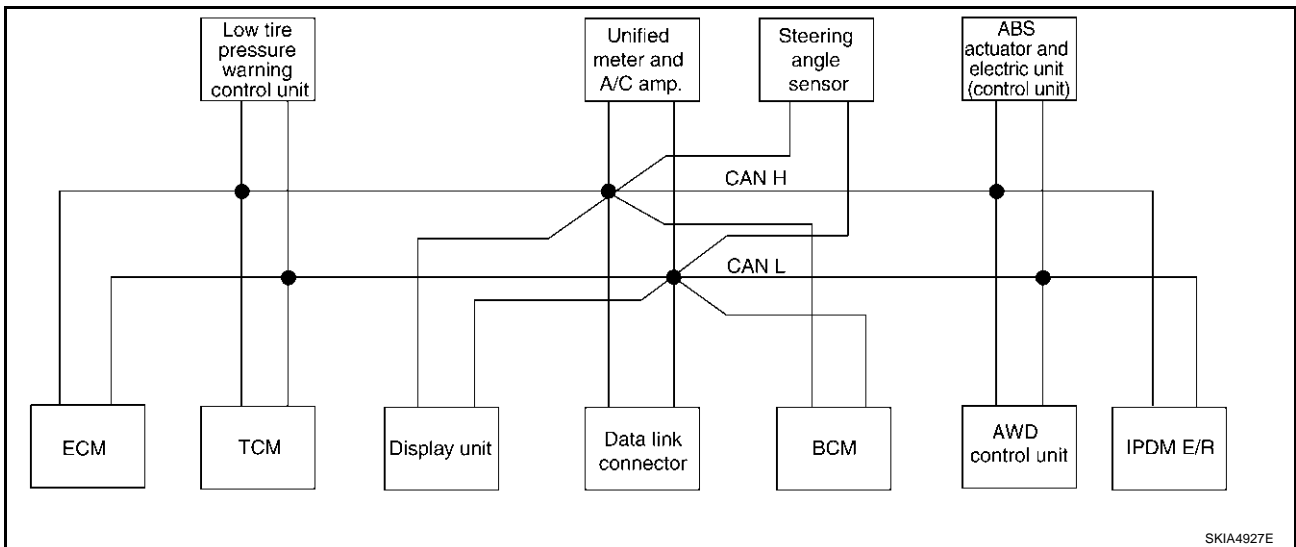 Low tire
pressure
warning
control unit
Unified
meter and
A/C amp.
Steering
angle
sensor
ABS
actuator and
electric unit
(control unit)
CAN H
CAN L
ECM
TCM
Display unit
Data link
connector
BCM
AWD
control unit
IPDM E/R
SKIA4927E